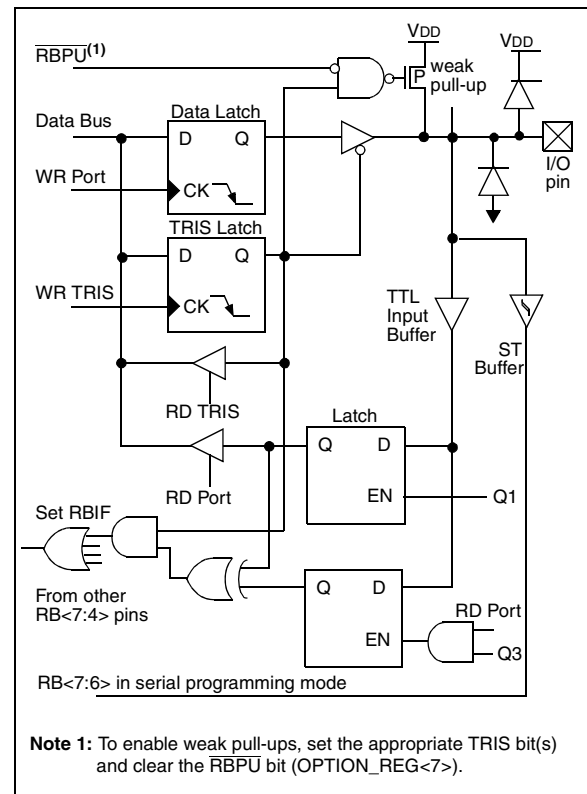 VDD
RBPU(1)
VDD
P
weak
pull-up
Data Latch
Data Bus
D Q
I/O
pin
WR Port
CK
TRIS Latch
D Q
WR TRIS
CK
TTL
Input
Buffer
ST
Buffer
RD TRIS
Latch
Q D
RD Port
EN
Q1
Set RBIF
Q D
RD Port
From other
RB<7:4> pins
EN
Q3
RB<7:6> in serial programming mode
Note 1: To enable weak pull-ups, set the appropriate TRIS bit(s)
and clear the RBPU bit (OPTION_REG<7>).